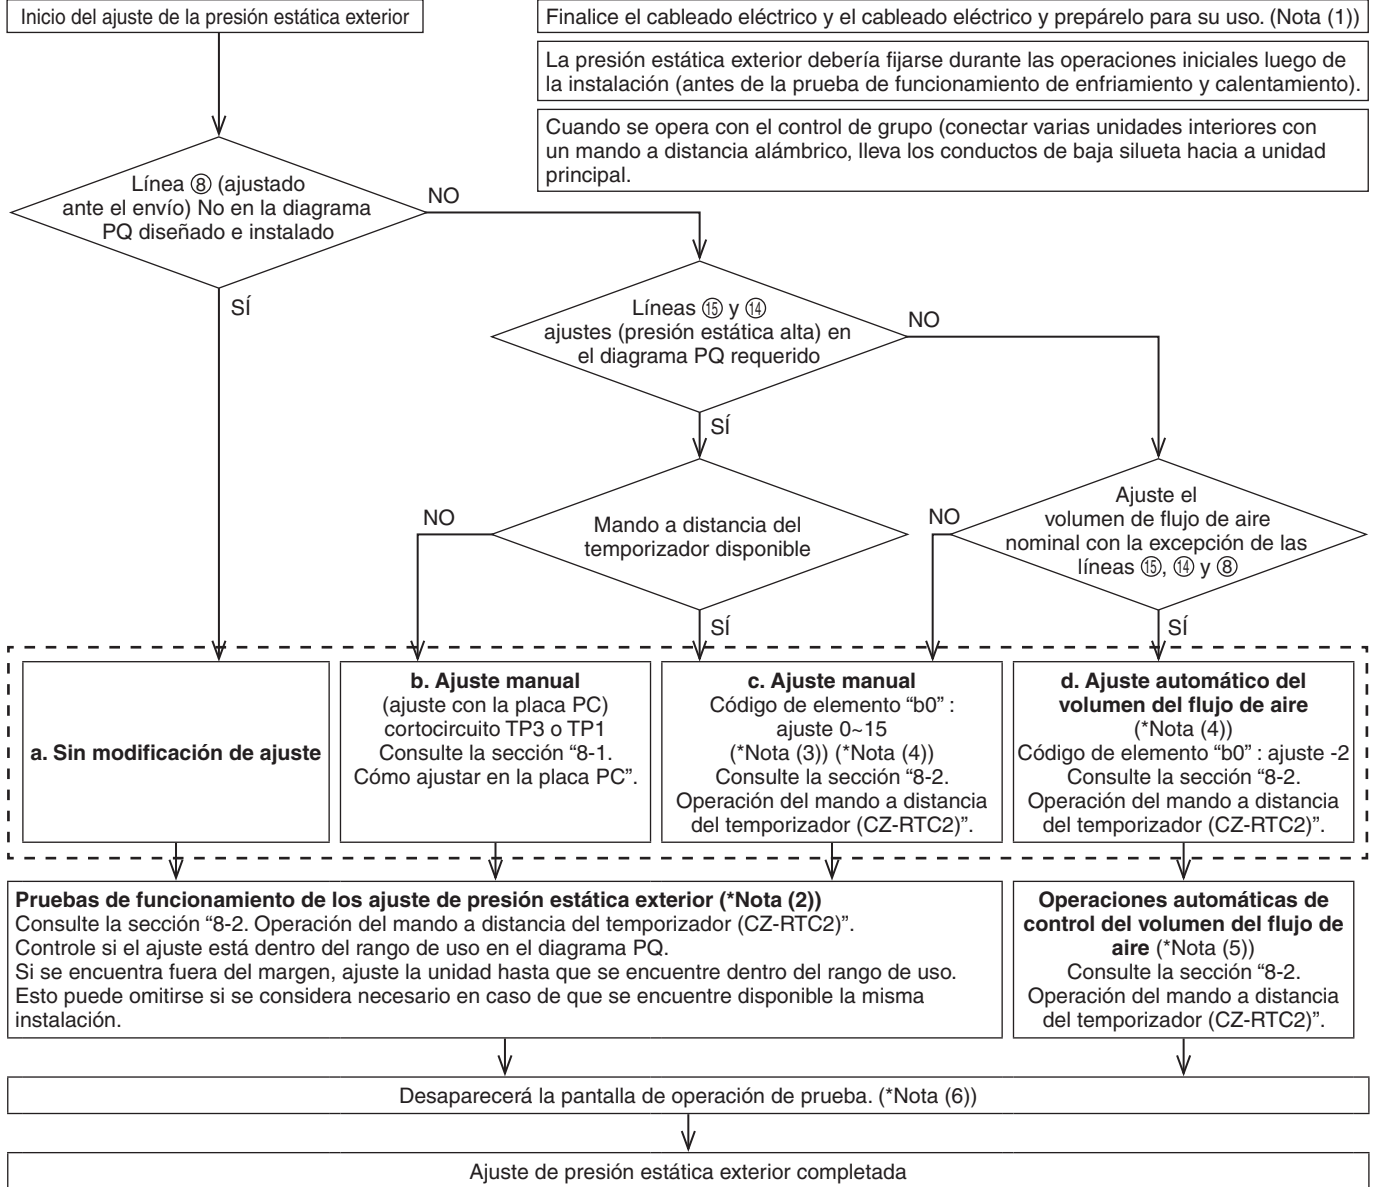 Inicio del ajuste de la presión estática exterior
Finalice el cableado eléctrico y el cableado eléctrico y prepárelo para su uso. (Nota (1))
La presión estática exterior debería fijarse durante las operaciones iniciales luego de
la instalación (antes de la prueba de funcionamiento de enfriamiento y calentamiento).
Cuando se opera con el control de grupo (conectar varias unidades interiores con
un mando a distancia alámbrico, lleva los conductos de baja silueta hacia a unidad
principal.
Línea ⑧ (ajustado
ante el envío) No en la diagrama
PQ diseñado e instalado
NO
SÍ
Líneas ⑮ y ⑭
ajustes (presión estática alta) en
el diagrama PQ requerido
NO
SÍ
Mando a distancia del
temporizador disponible
NO
SÍ
Ajuste el
volumen de flujo de aire
nominal con la excepción de las
líneas ⑮, ⑭ y ⑧
NO
SÍ
a. Sin modificación de ajuste
b. Ajuste manual
(ajuste con la placa PC)
cortocircuito TP3 o TP1
Consulte la sección “8-1.
Cómo ajustar en la placa PC”.
c. Ajuste manual
Código de elemento “b0” :
ajuste 0~15
(*Nota (3)) (*Nota (4))
Consulte la sección “8-2.
Operación del mando a distancia
del temporizador (CZ-RTC2)”.
d. Ajuste automático del
volumen del flujo de aire
(*Nota (4))
Código de elemento “b0” : ajuste -2
Consulte la sección “8-2.
Operación del mando a distancia
del temporizador (CZ-RTC2)”.
Pruebas de funcionamiento de los ajuste de presión estática exterior (*Nota (2))
Consulte la sección “8-2. Operación del mando a distancia del temporizador (CZ-RTC2)”.
Controle si el ajuste está dentro del rango de uso en el diagrama PQ.
Si se encuentra fuera del margen, ajuste la unidad hasta que se encuentre dentro del rango de uso.
Esto puede omitirse si se considera necesario en caso de que se encuentre disponible la misma
instalación.
Operaciones automáticas de
control del volumen del flujo de
aire (*Nota (5))
Consulte la sección “8-2.
Operación del mando a distancia
del temporizador (CZ-RTC2)”.
Desaparecerá la pantalla de operación de prueba. (*Nota (6))
Ajuste de presión estática exterior completada